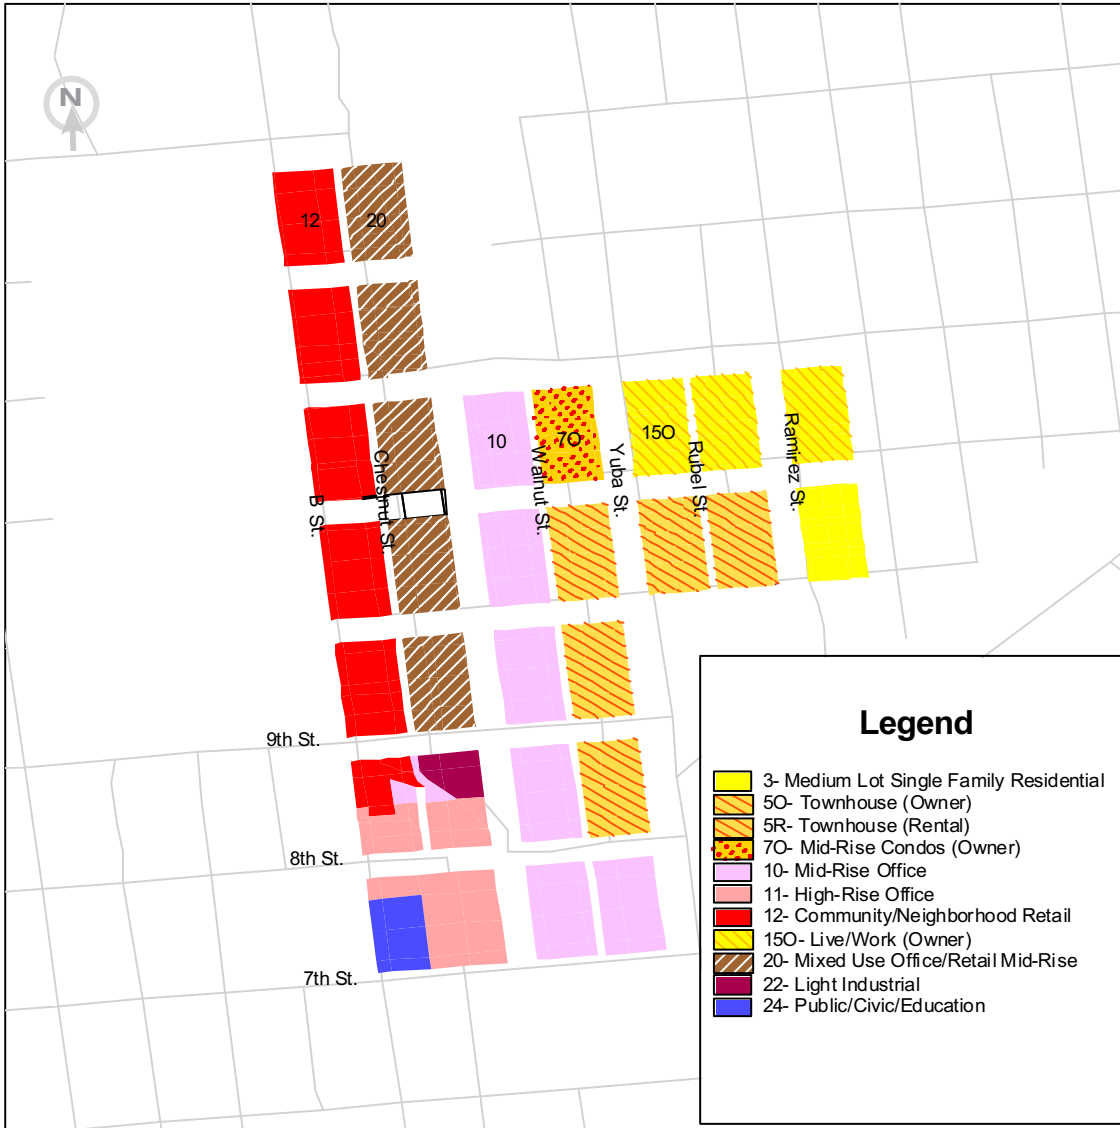 N
12
20
10
7O
15O
B St.
Chestnut St.
Walnut St.
Yuba St.
Rubel St.
Ramirez St.
9th St.
8th St.
7th St.
Legend
3- Medium Lot Single Family Residential
5O- Townhouse (Owner)
5R- Townhouse (Rental)
7O- Mid-Rise Condos (Owner)
10- Mid-Rise Office
11- High-Rise Office
12- Community/Neighborhood Retail
15O- Live/Work (Owner)
20- Mixed Use Office/Retail Mid-Rise
22- Light Industrial
24- Public/Civic/Education